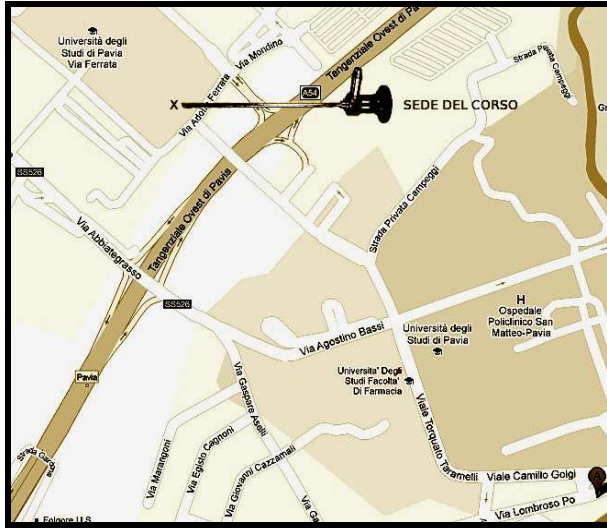 Università degli
Studi di Pavia
Via Ferrata
Via Mondino
Tangenziale Ovest di Pavia
Strada Privata
Campeggi
Via Adolfo Ferrata
A54
X
SEDE DEL CORSO
SS526
Via Abbiategrasso
Tangenziale Ovest di Pavia
Strada Privata Campeggi
SS526
H
Ospedale
Policlinico San
Matteo-Pavia
Via Agostino Bassi
Università degli
Studi di Pavia
Universita' Degli
Studi Facolta'
Di Farmacia
Pavia
Via Gaspare Aselli
Viale Torquato Taramelli
Via Marangoni
Via Egisto Cagnoni
Via Giovanni Cazzamali
Viale Camillo Golgi
A
Via Lombroso
Folgore U.S.